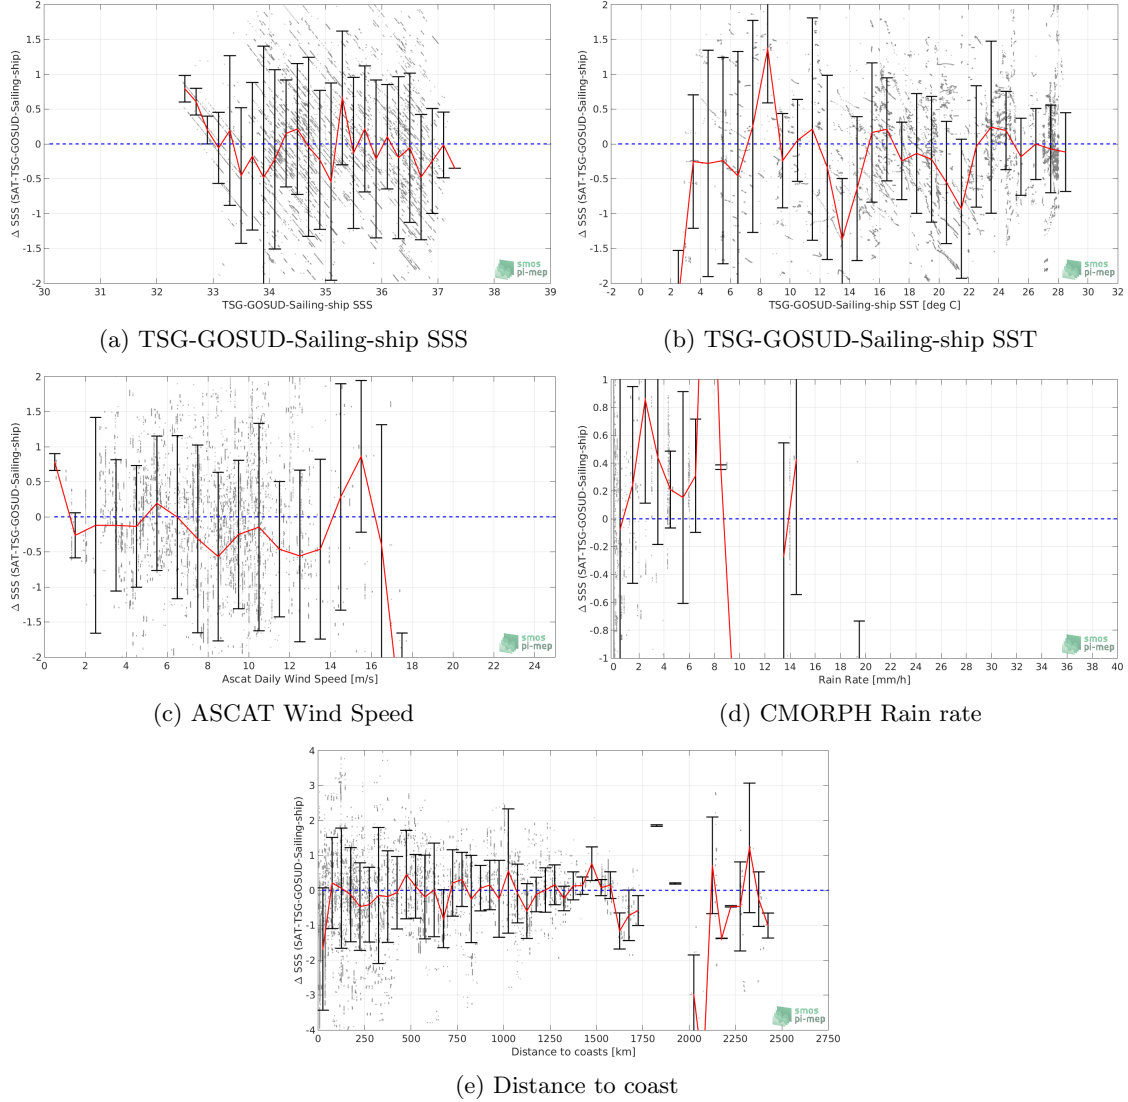 Δ SSS (SAT-TSG-GOSUD-Sailing-ship)
2
1.5
1
0.5
0
-0.5
-1
-1.5
-2
30 31 32 33 34 35 36 37 38 39
TSG-GOSUD-Sailing-ship SSS
smos
pi-mep
(a) TSG-GOSUD-Sailing-ship SSS
Δ SSS (SAT-TSG-GOSUD-Sailing-ship)
2
1.5
1
0.5
0
-0.5
-1
-1.5
-2
-2 0 2 4 6 8 10 12 14 16 18 20 22 24 26 28 30 32
TSG-GOSUD-Sailing-ship SST [deg C]
smos
pi-mep
(b) TSG-GOSUD-Sailing-ship SST
Δ SSS (SAT-TSG-GOSUD-Sailing-ship)
2
1.5
1
0.5
0
-0.5
-1
-1.5
-2
0 2 4 6 8 10 12 14 16 18 20 22 24
Ascat Daily Wind Speed [m/s]
smos
pi-mep
(c) ASCAT Wind Speed
Δ SSS (SAT-TSG-GOSUD-Sailing-ship)
1
0.8
0.6
0.4
0.2
0
-0.2
-0.4
-0.6
-0.8
-1
0 2 4 6 8 10 12 14 16 18 20 22 24 26 28 30 32 34 36 38 40
Rain Rate [mm/h]
smos
pi-mep
(d) CMORPH Rain rate
Δ SSS (SAT-TSG-GOSUD-Sailing-ship)
4
3
2
1
0
-1
-2
-3
-4
0 250 500 750 1000 1250 1500 1750 2000 2250 2500 2750
Distance to coasts [km]
smos
pi-mep
(e) Distance to coast